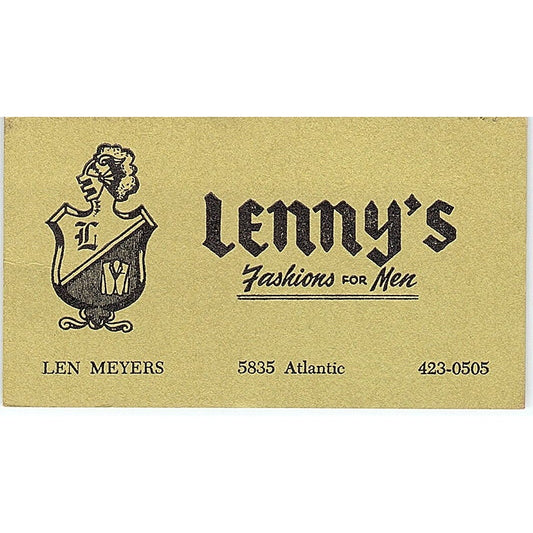 L
LENNY'S
Fashions FOR Men
LEN MEYERS 5835 Atlantic 423-0505